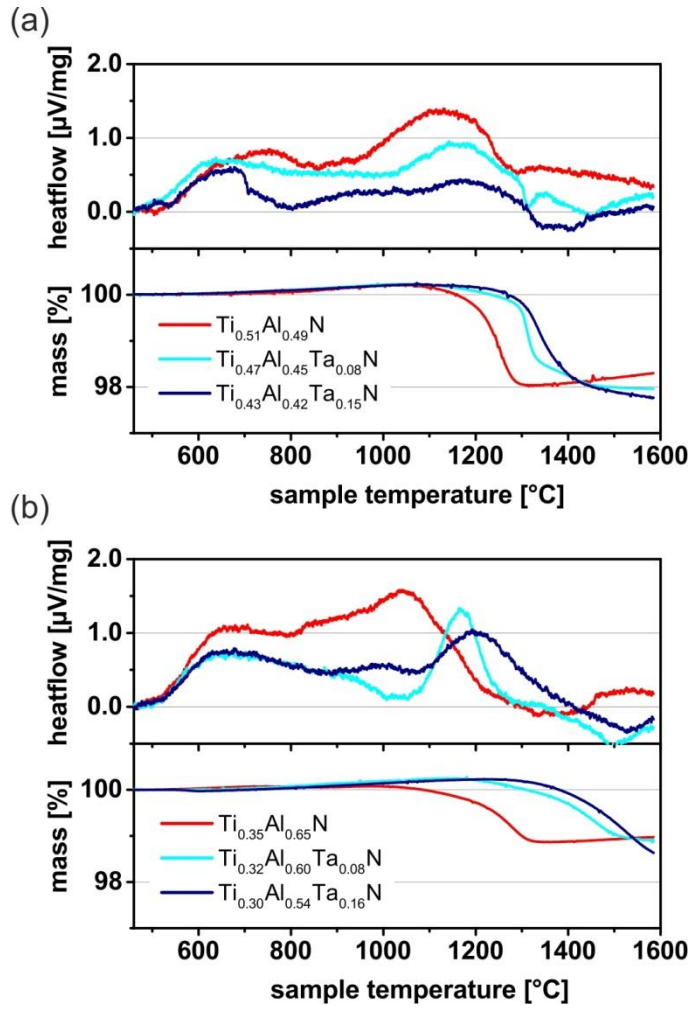 (a)
2.0
1.0
0.0
heatflow [µV/mg]
100
98
mass [%]
Ti0.51Al0.49N
Ti0.47Al0.45Ta0.08N
Ti0.43Al0.42Ta0.15N
600 800 1000 1200 1400 1600
sample temperature [°C]
(b)
2.0
1.0
0.0
heatflow [µV/mg]
100
98
mass [%]
Ti0.35Al0.65N
Ti0.32Al0.60Ta0.08N
Ti0.30Al0.54Ta0.16N
600 800 1000 1200 1400 1600
sample temperature [°C]